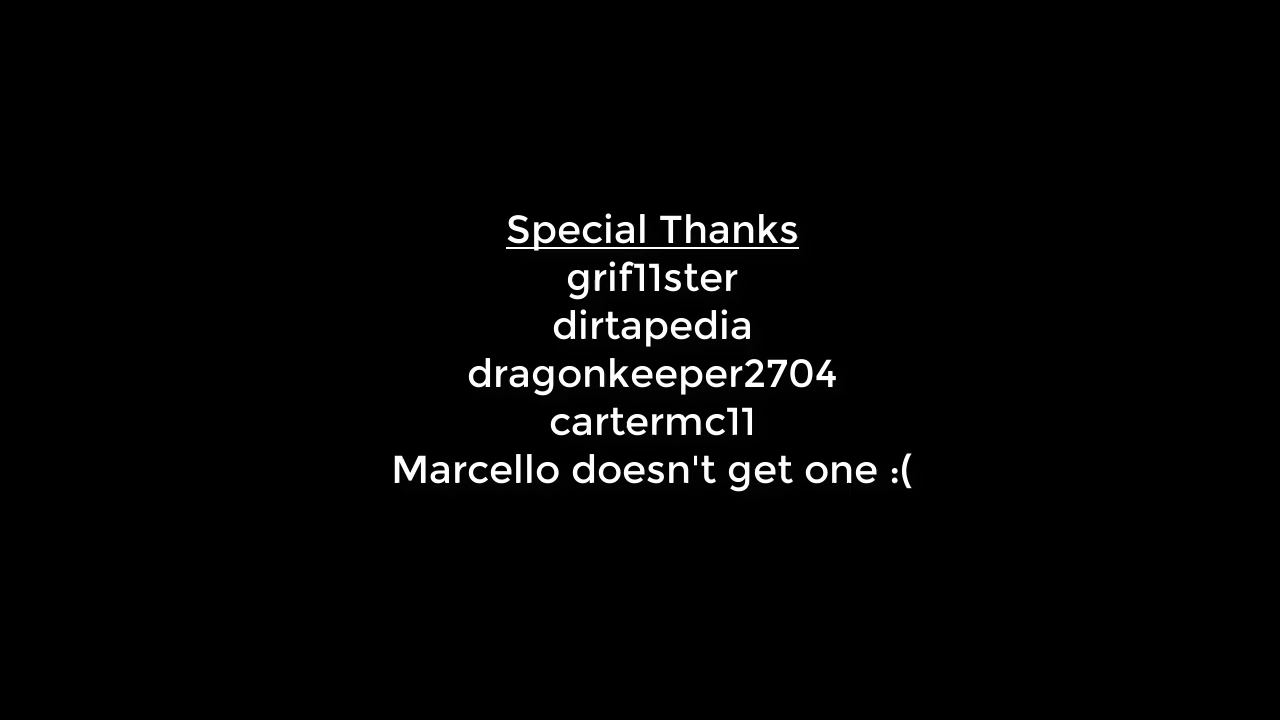 Special Thanks
grif11ster
dirtapedia
dragonkeeper2704
cartermc11
Marcello doesn't get one :(